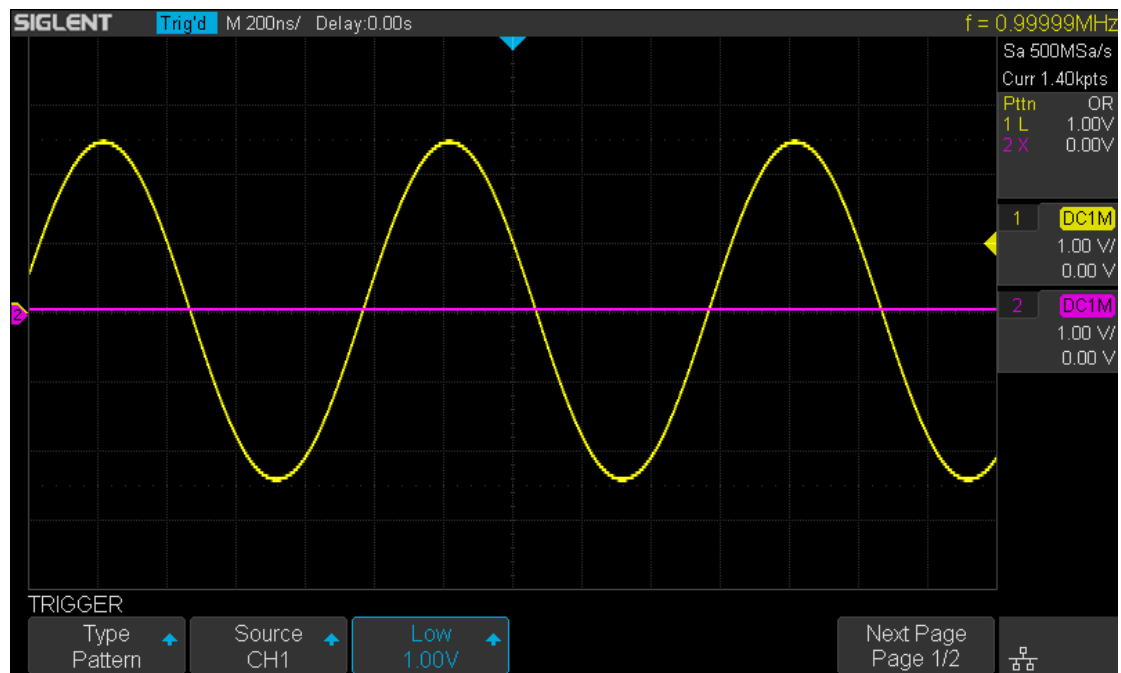 SIGLENT Trig'd M 200ns/ Delay:0.00s f = 0.99999MHz
Sa 500MSa/s
Curr 1.40kpts
Pttn OR
1 L 1.00V
2 X 0.00V
1 DC1M
1.00 V/
0.00 V
2 DC1M
1.00 V/
0.00 V
2
TRIGGER
Type
Pattern
Source
CH1
Low
1.00V
Next Page
Page 1/2